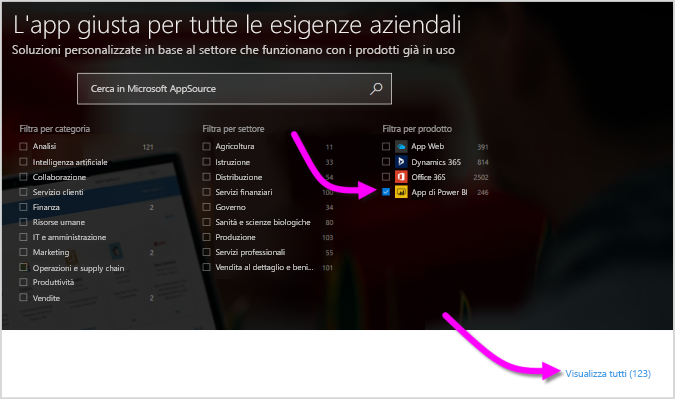 L'app giusta per tutte le esigenze aziendali
Soluzioni personalizzate in base al settore che funzionano con i prodotti già in uso
Cerca in Microsoft AppSource
Filtra per categoria
Analisi 121
Intelligenza artificiale
Collaborazione
Servizio clienti
Finanza 2
Risorse umane
IT e amministrazione
Marketing 2
Operazioni e supply chain
Produttività
Vendite 2
Filtra per settore
Agricoltura 11
Istruzione 33
Distribuzione 54
Servizi finanziari 100
Governo 34
Sanità e scienze biologiche 80
Produzione 103
Servizi professionali 55
Vendita al dettaglio e beni... 101
Filtra per prodotto
App Web 391
Dynamics 365 814
Office 365 2502
App di Power BI 246
Visualizza tutti (123)